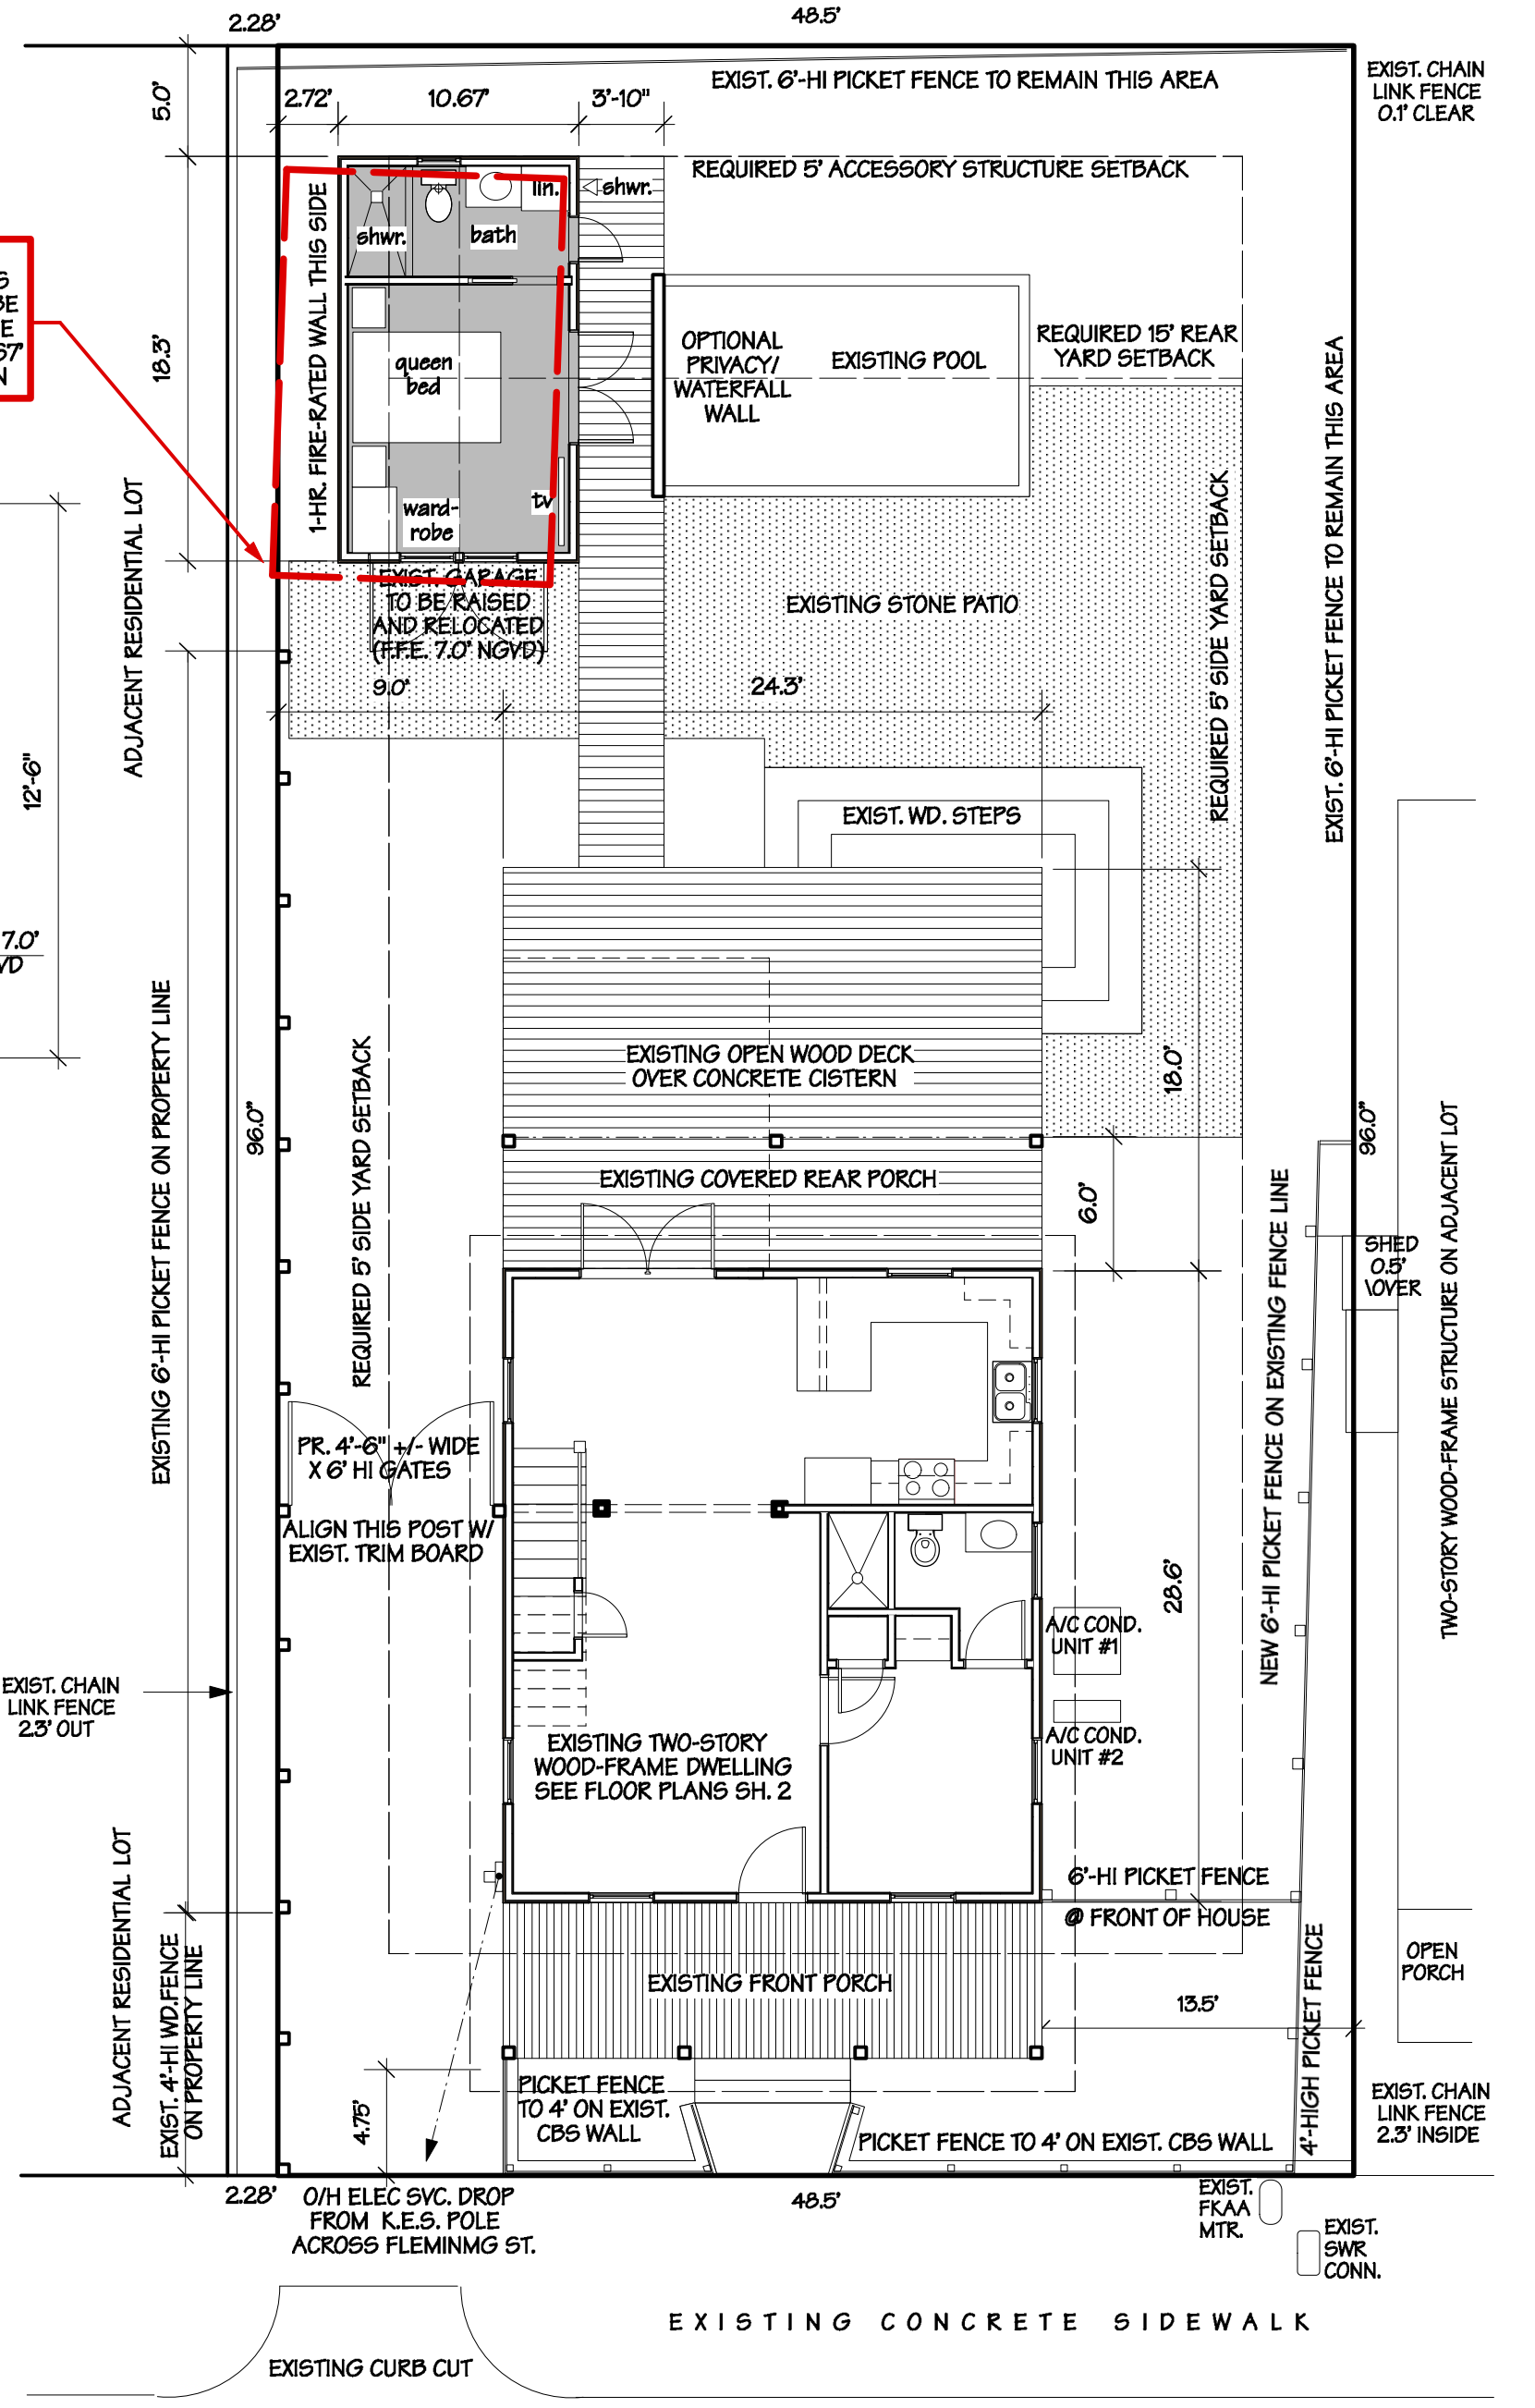 2.28'
48.5'
EXIST. CHAIN
LINK FENCE
0.1' CLEAR
EXIST. 6'-HI PICKET FENCE TO REMAIN THIS AREA
5.0'
2.72'
10.67'
3'-10"
REQUIRED 5' ACCESSORY STRUCTURE SETBACK
lin.
shwr.
shwr.
bath
1-HR. FIRE-RATED WALL THIS SIDE
18.3'
queen
bed
OPTIONAL
PRIVACY/
WATERFALL
WALL
EXISTING POOL
REQUIRED 15' REAR
YARD SETBACK
EXIST. 6'-HI PICKET FENCE TO REMAIN THIS AREA
ward-
robe
tv
ADJACENT RESIDENTIAL LOT
REQUIRED 5' SIDE YARD SETBACK
EXIST. GARAGE
TO BE RAISED
AND RELOCATED
(F.F.E. 7.0' NGVD)
EXISTING STONE PATIO
9.0'
24.3'
12'-6"
EXIST. WD. STEPS
7.0'
VD
EXISTING 6'-HI PICKET FENCE ON PROPERTY LINE
96.0"
REQUIRED 5' SIDE YARD SETBACK
EXISTING OPEN WOOD DECK
OVER CONCRETE CISTERN
18.0'
96.0"
EXISTING COVERED REAR PORCH
6.0'
NEW 6'-HI PICKET FENCE ON EXISTING FENCE LINE
SHED
0.5'
\OVER
TWO-STORY WOOD-FRAME STRUCTURE ON ADJACENT LOT
PR. 4'-6" +/- WIDE
X 6' HI GATES
ALIGN THIS POST W/
EXIST. TRIM BOARD
28.6'
A/C COND.
UNIT #1
EXIST. CHAIN
LINK FENCE
2.3' OUT
A/C COND.
UNIT #2
EXISTING TWO-STORY
WOOD-FRAME DWELLING
SEE FLOOR PLANS SH. 2
6'-HI PICKET FENCE
@ FRONT OF HOUSE
ADJACENT RESIDENTIAL LOT
EXIST. 4'-HI WD.FENCE
ON PROPERTY LINE
EXISTING FRONT PORCH
OPEN
PORCH
13.5'
4'-HIGH PICKET FENCE
4.75'
PICKET FENCE
TO 4' ON EXIST.
CBS WALL
PICKET FENCE TO 4' ON EXIST. CBS WALL
EXIST. CHAIN
LINK FENCE
2.3' INSIDE
2.28'
O/H ELEC SVC. DROP
FROM K.E.S. POLE
ACROSS FLEMINMG ST.
48.5'
EXIST.
FKAA
MTR.
EXIST.
SWR
CONN.
EXISTING CONCRETE SIDEWALK
EXISTING CURB CUT